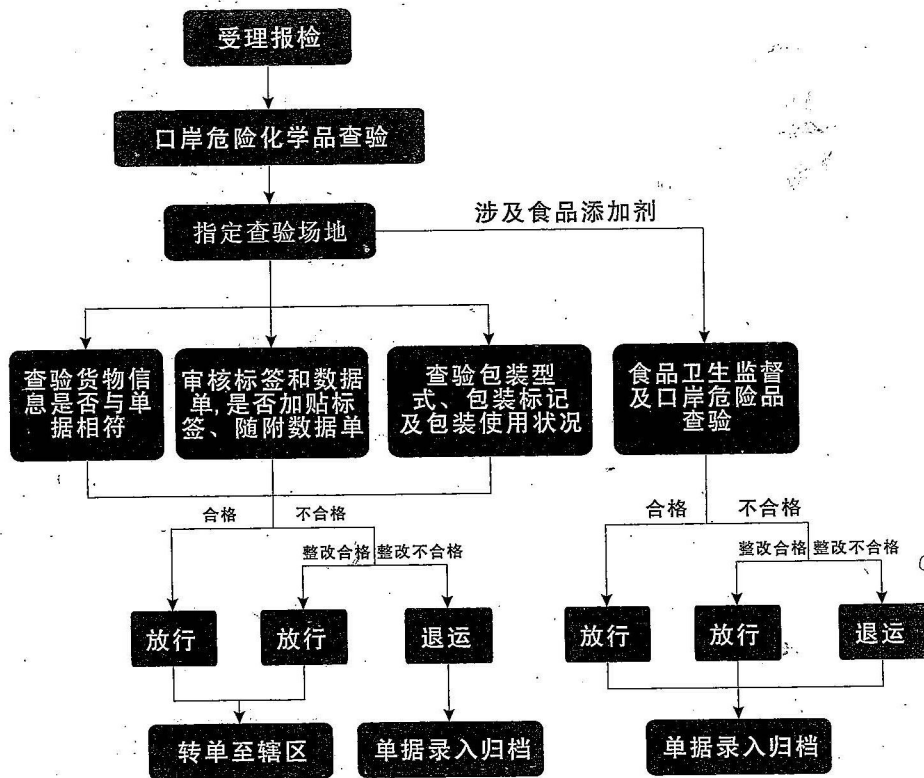 受理报检
口岸危险化学品查验
指定查验场地
涉及食品添加剂
查验货物信
息是否与单
据相符
审核标签和数据
单,是否加贴标
签、随附数据单
查验包装型
式、包装标记
及包装使用状况
食品卫生监督
及口岸危险品
查验
合格
不合格
整改合格
整改不合格
合格
不合格
整改合格
整改不合格
放行
放行
退运
放行
放行
退运
转单至辖区
单据录入归档
单据录入归档